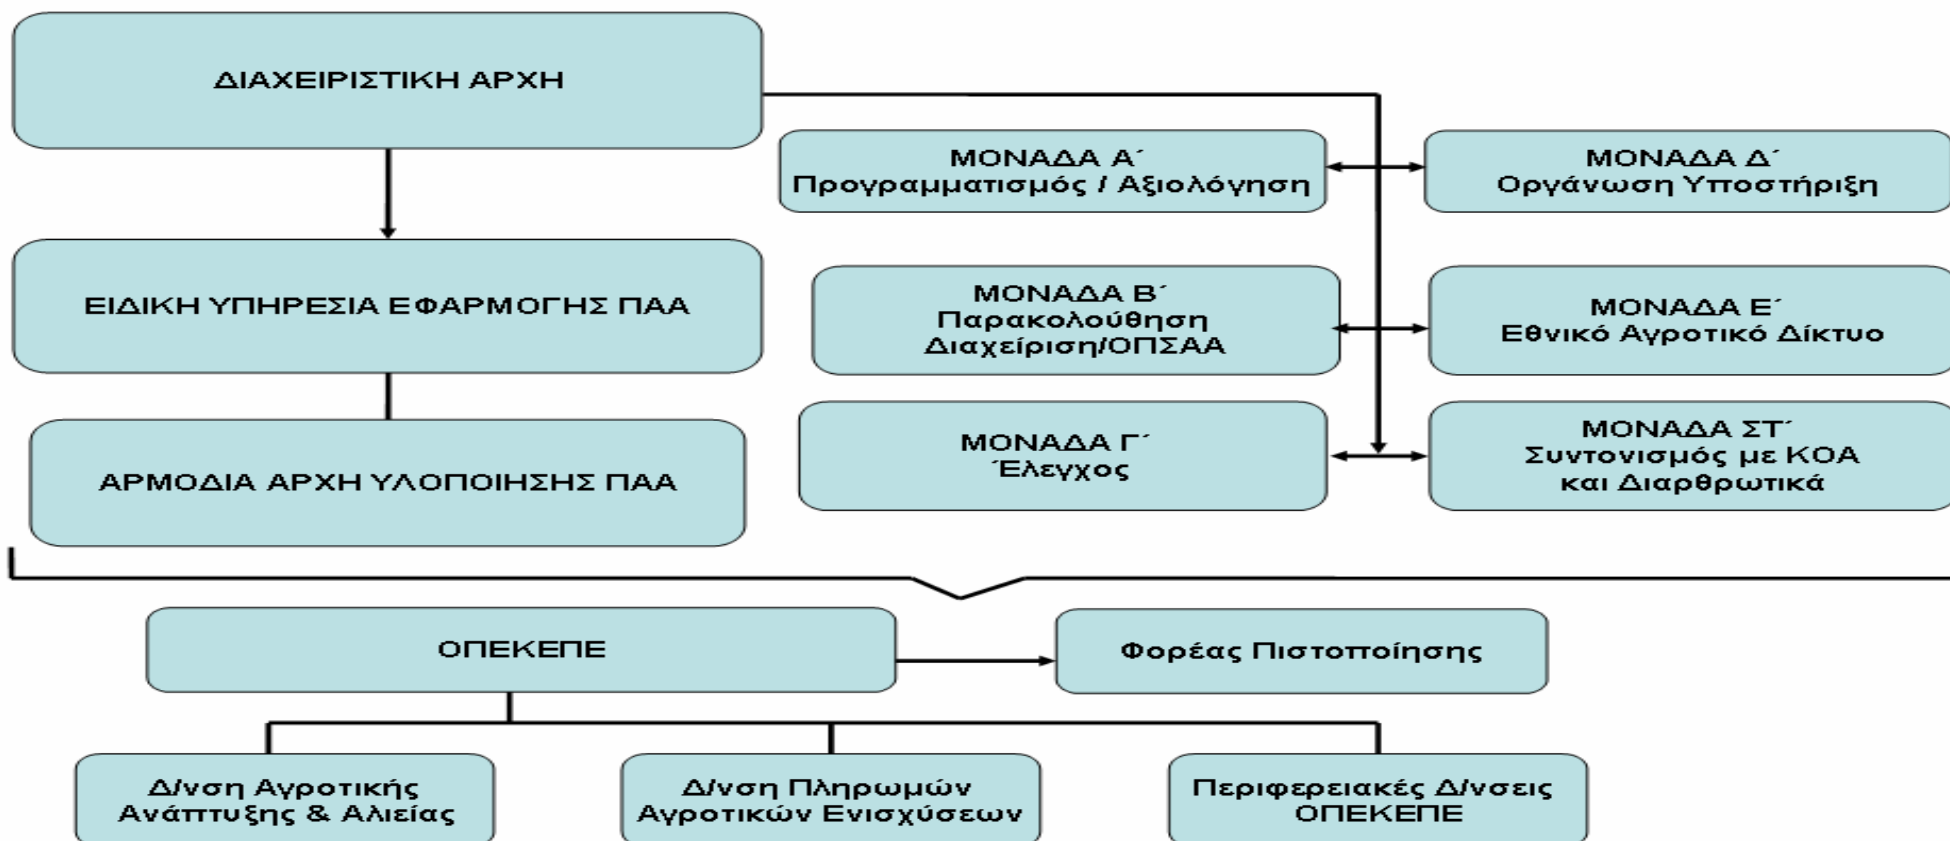 ΔΙΑΧΕΙΡΙΣΤΙΚΗ ΑΡΧΗ
ΜΟΝΑΔΑ Α΄
Προγραμματισμός / Αξιολόγηση
ΜΟΝΑΔΑ Δ΄
Οργάνωση Υποστήριξη
ΕΙΔΙΚΗ ΥΠΗΡΕΣΙΑ ΕΦΑΡΜΟΓΗΣ ΠΑΑ
ΜΟΝΑΔΑ Β΄
Παρακολούθηση
Διαχείριση/ΟΠΣΑΑ
ΜΟΝΑΔΑ Ε΄
Εθνικό Αγροτικό Δίκτυο
ΑΡΜΟΔΙΑ ΑΡΧΗ ΥΛΟΠΟΙΗΣΗΣ ΠΑΑ
ΜΟΝΑΔΑ Γ΄
Έλεγχος
ΜΟΝΑΔΑ ΣΤ΄
Συντονισμός με ΚΟΑ
και Διαρθρωτικά
ΟΠΕΚΕΠΕ
Φορέας Πιστοποίησης
Δ/νση Αγροτικής
Ανάπτυξης & Αλιείας
Δ/νση Πληρωμών
Αγροτικών Ενισχύσεων
Περιφερειακές Δ/νσεις
ΟΠΕΚΕΠΕ